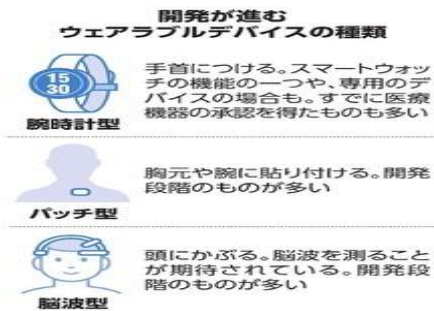 開発が進む
ウェアラブルデバイスの種類
15
30
腕時計型
手首につける。スマートウォッ
チの機能の一つや、専用のデ
バイスの場合も。すでに医療
機器の承認を得たものも多い
パッチ型
胸元や腕に貼り付ける。開発
段階のものが多い
脳波型
頭にかぶる。脳波を測ること
が期待されている。開発段
階のものが多い